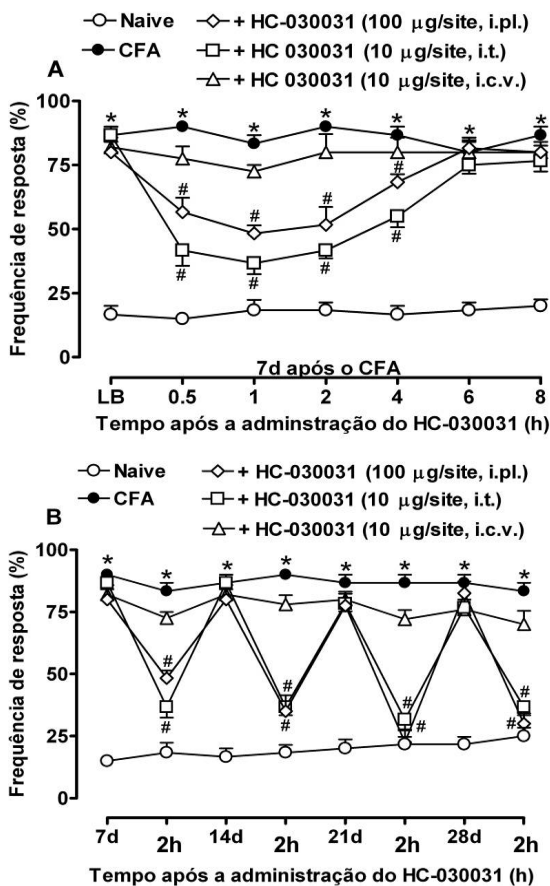 Naive
+ HC-030031 (100 µg/site, i.pl.)
CFA
+ HC 030031 (10 µg/site, i.t.)
+ HC 030031 (10 µg/site, i.c.v.)
A
Frequência de resposta (%)
100
75
50
25
0
* * * * * * *
# # # #
# # # #
7d após o CFA
LB 0.5 1 2 4 6 8
Tempo após a adminstração do HC-030031 (h)
Naive
+ HC-030031 (100 µg/site, i.pl.)
CFA
+ HC-030031 (10 µg/site, i.t.)
+ HC-030031 (10 µg/site, i.c.v.)
B
Frequência de resposta (%)
100
75
50
25
0
* * * * * * * *
# # # #
# # # #
7d 2h 14d 2h 21d 2h 28d 2h
Tempo após a administração do HC-030031 (h)